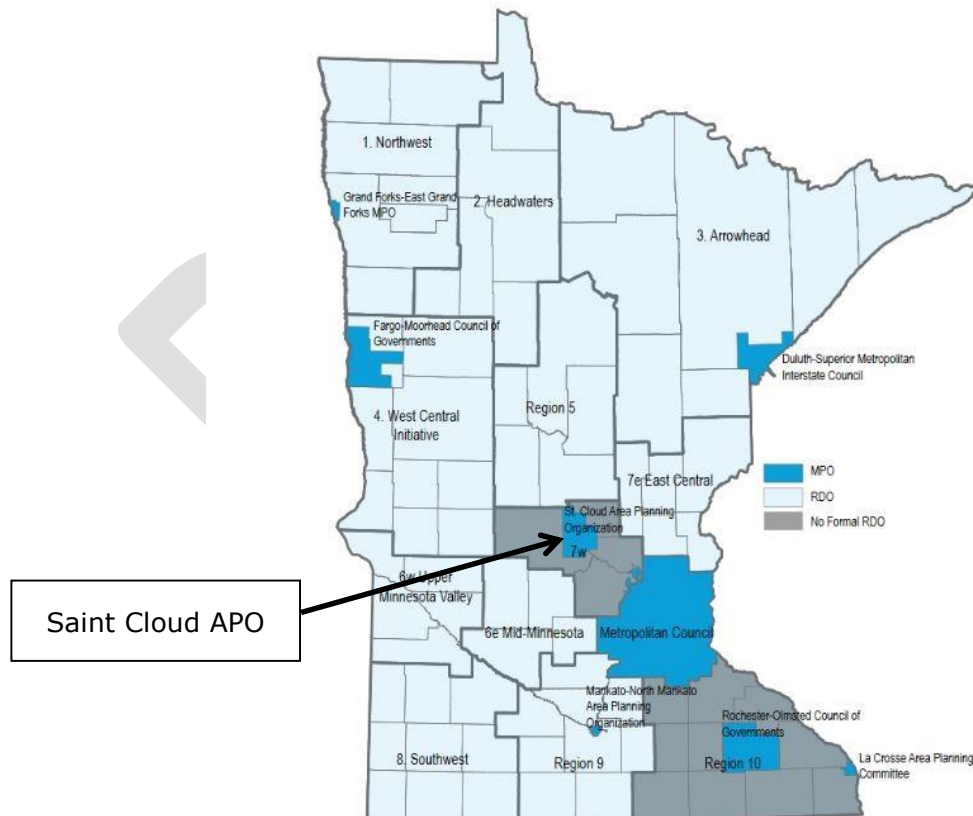 1. Northwest
Grand Forks-East Grand
Forks MPO
2. Headwaters
3. Arrowhead
Fargo-Moorhead Council of
Governments
Duluth-Superior Metropolitan
Interstate Council
4. West Central
Initiative
Region 5
7e East Central
MPO
RDO
No Formal RDO
St. Cloud Area Planning
Organization
7w
Saint Cloud APO
6w Upper
Minnesota Valley
6e Mid-Minnesota
Metropolitan Council
Mankato-North Mankato
Area Planning
Organization
Rochester-Olmsted Council of
Governments
8. Southwest
Region 9
Region 10
La Crosse Area Planning
Committee